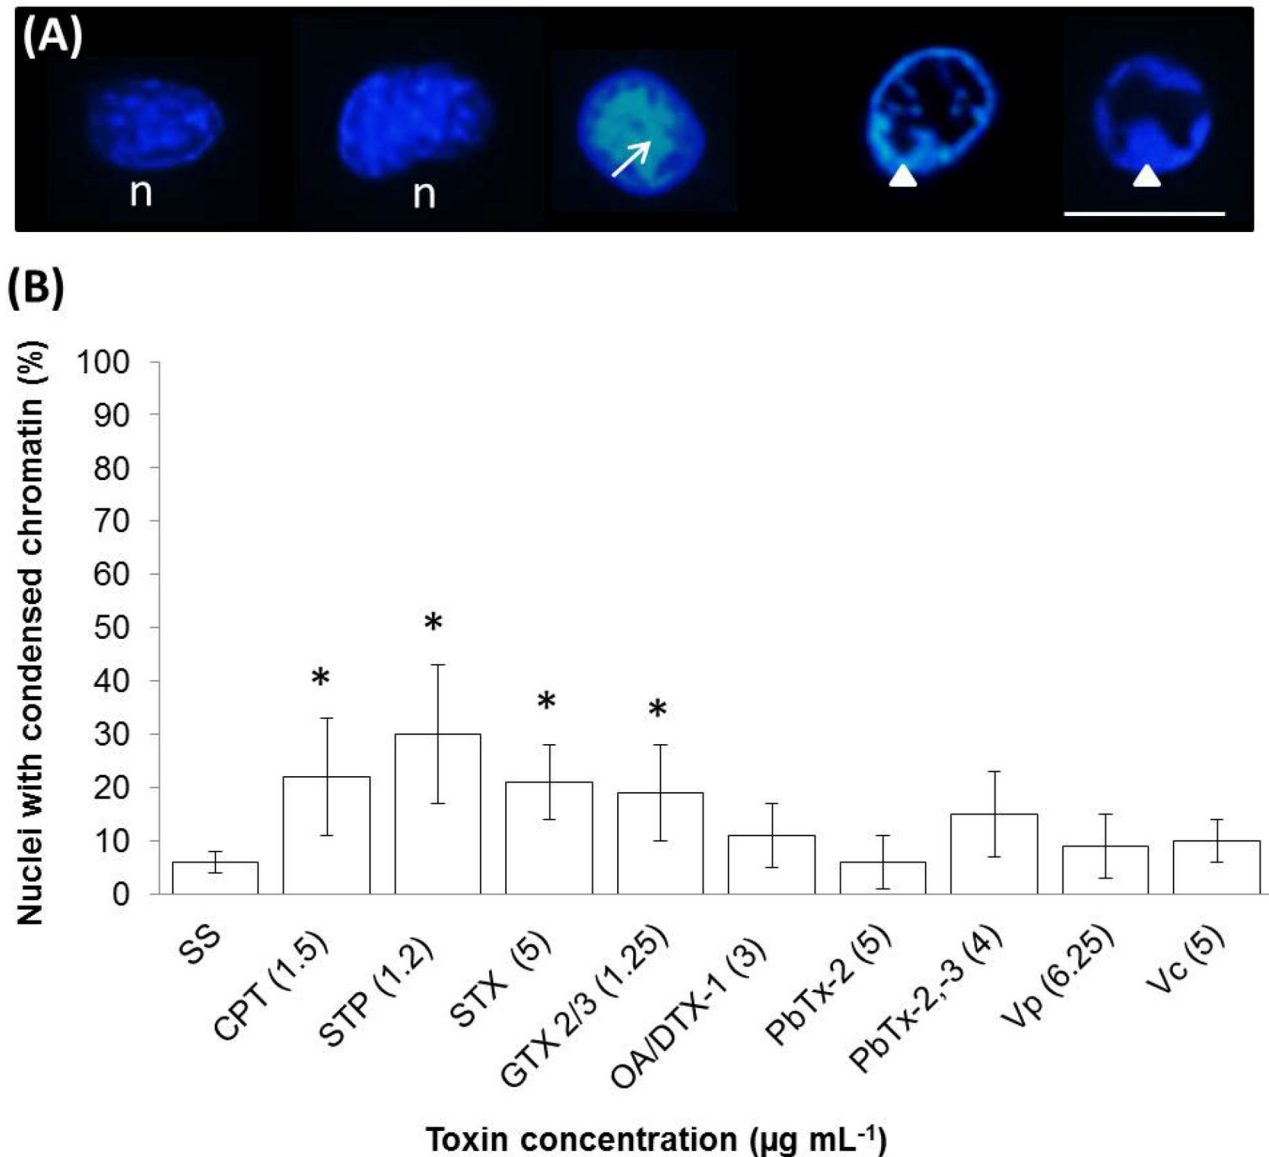 (A)
n n
(B)
Nuclei with condensed chromatin (%)
100
90
80
70
60
50
40
30
20
10
0
* * * *
SS CPT (1.5) STP (1.2) STX (5) GTX 2/3 (1.25) OA/DTX-1 (3) PbTx-2 (5) PbTx-2,-3 (4) Vp (6.25) Vc (5)
Toxin concentration (µg mL⁻¹)